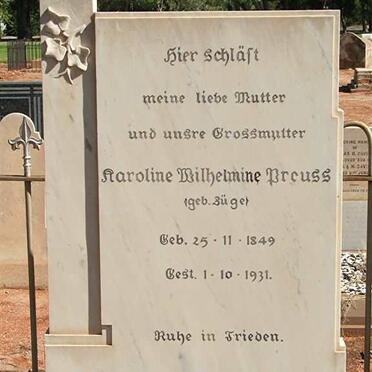 Hier schläft
meine liebe Mutter
und unsre Grossmutter
Karoline Wilhelmine Preuss
(geb. Züge)
Geb. 25 · 11 · 1849
Gest. 1 · 10 · 1931.
Ruhe in Frieden.